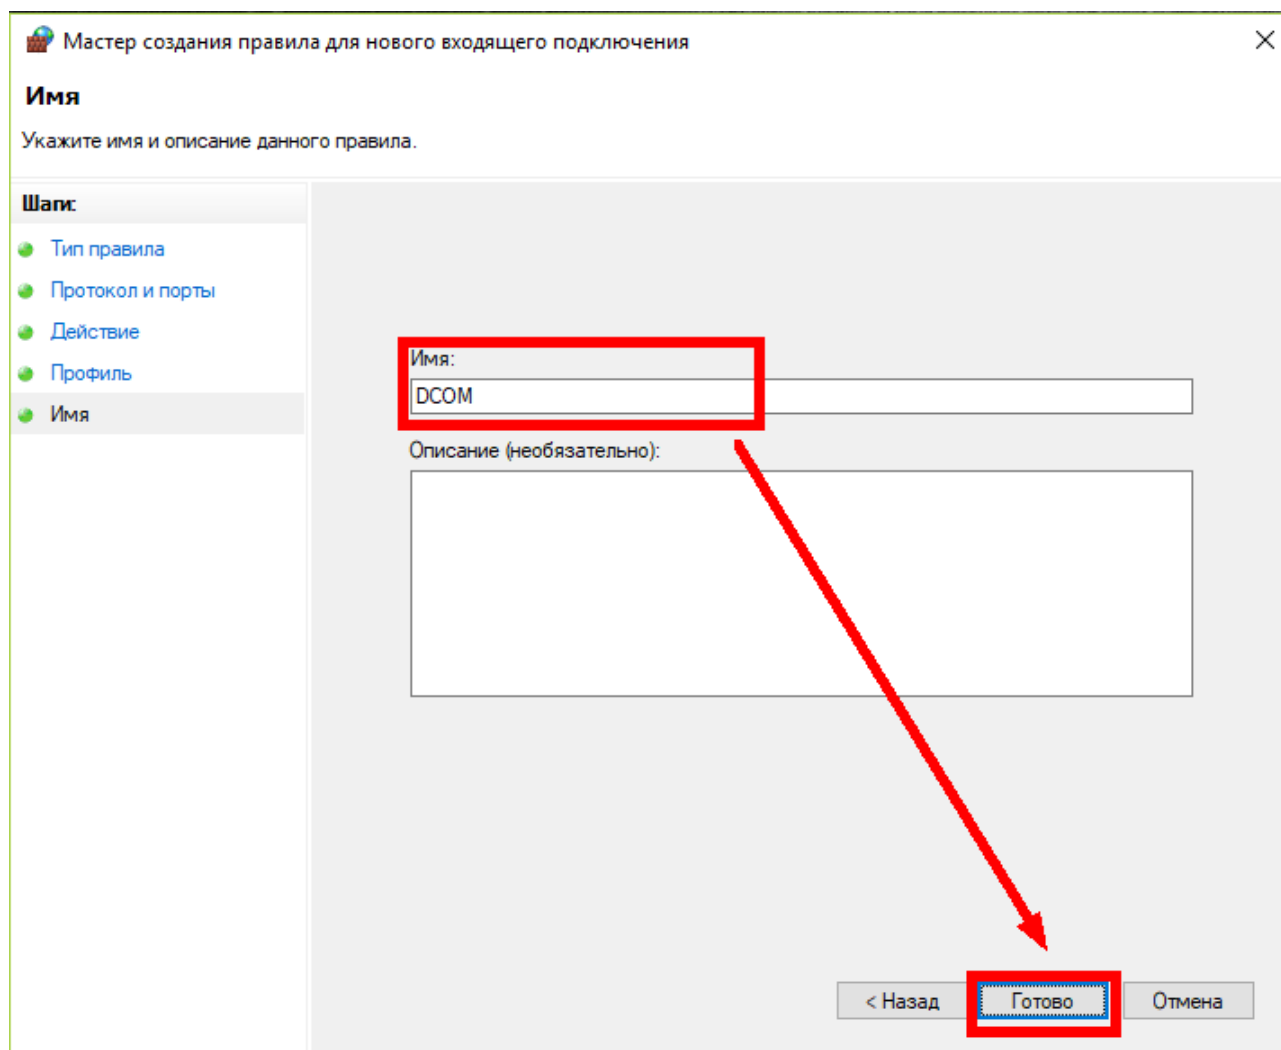 Мастер создания правила для нового входящего подключения
Имя
Укажите имя и описание данного правила.
Шаги:
Тип правила
Протокол и порты
Действие
Профиль
Имя
Имя:
DCOM
Описание (необязательно):
< Назад
Готово
Отмена